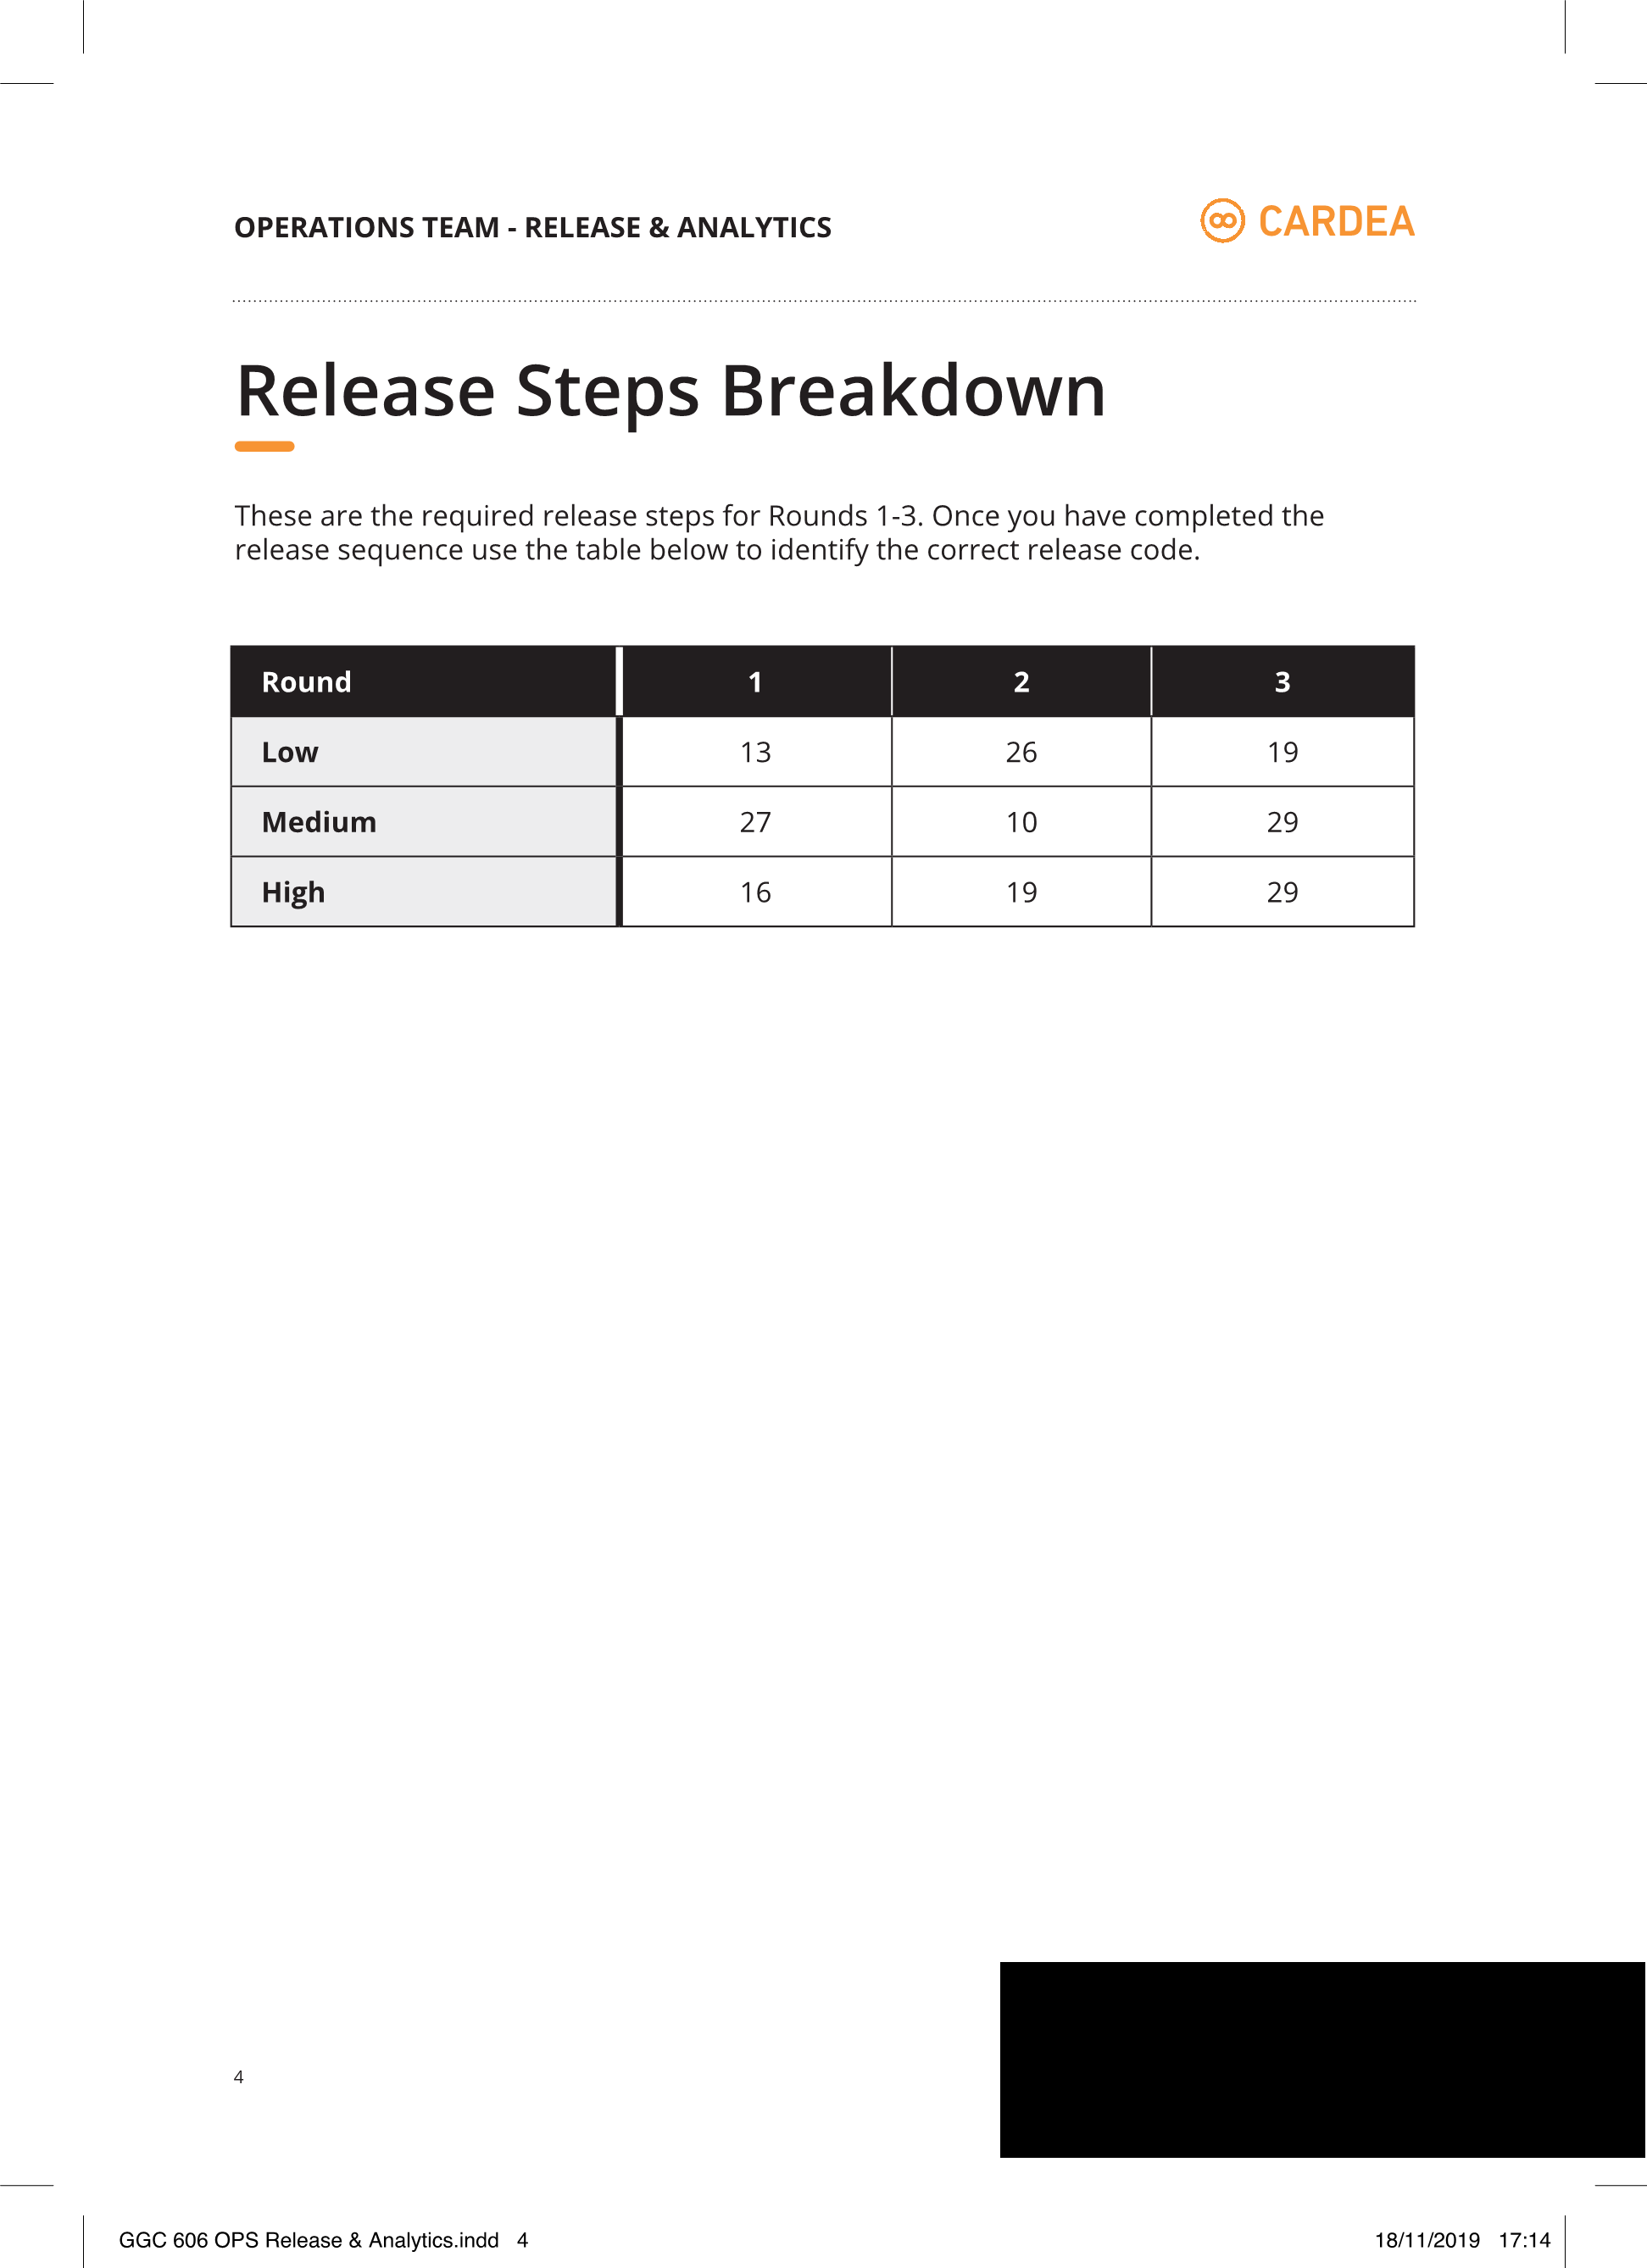 OPERATIONS TEAM - RELEASE & ANALYTICS
CARDEA
Release Steps Breakdown
These are the required release steps for Rounds 1-3. Once you have completed the
release sequence use the table below to identify the correct release code.
Round 1 2 3
Low 13 26 19
Medium 27 10 29
High 16 19 29
4
GGC 606 OPS Release & Analytics.indd 4 18/11/2019 17:14